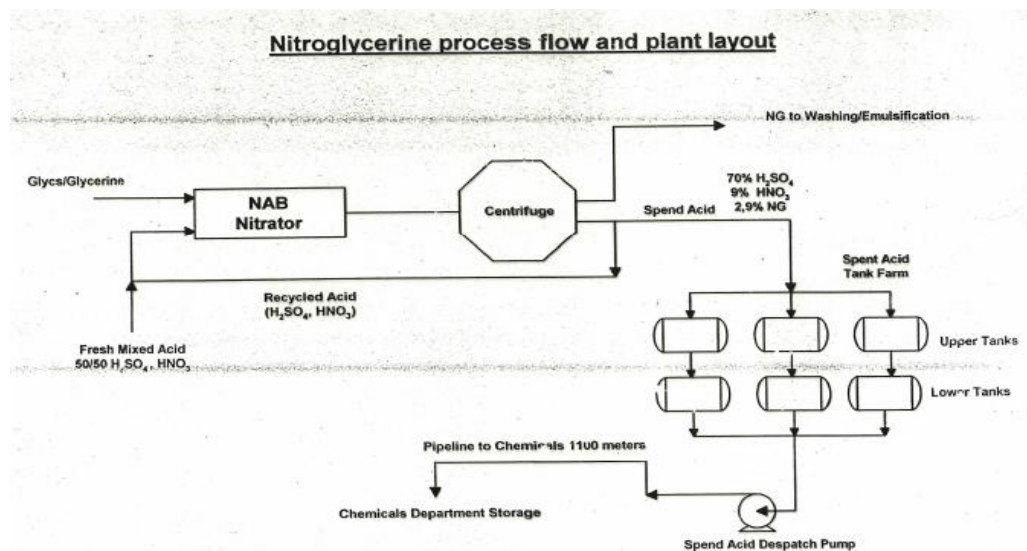 Nitroglycerine process flow and plant layout
NG to Washing/Emulsification
Glycs/Glycerine
NAB
Nitrator
Centrifuge
70% H₂SO₄
9% HNO₃
2,9% NG
Spend Acid
Spent Acid
Tank Farm
Recycled Acid
(H₂SO₄, HNO₃)
Upper Tanks
Fresh Mixed Acid
50/50 H₂SO₄, HNO₃
Lower Tanks
Pipeline to Chemicals 1100 meters
Chemicals Department Storage
Spend Acid Despatch Pump